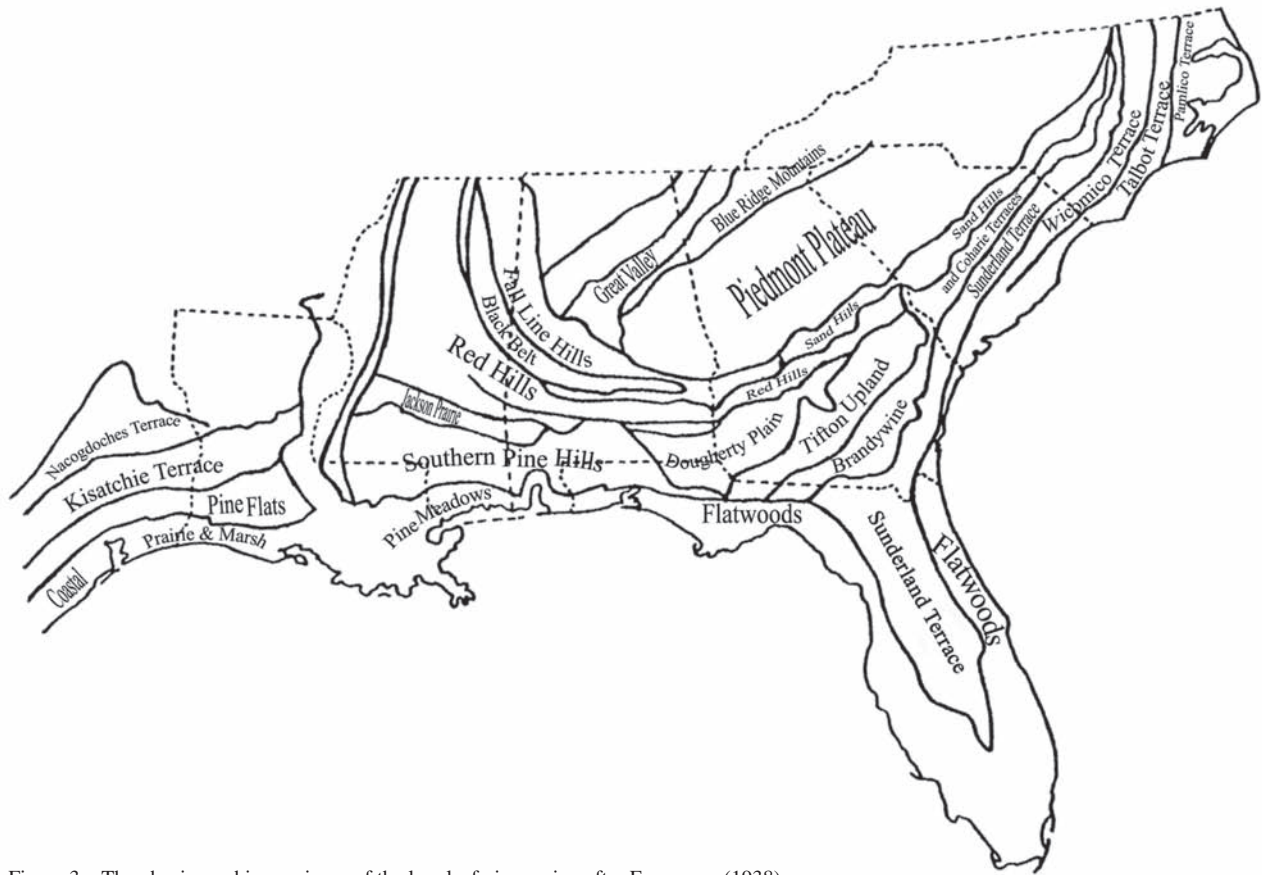 Pamlico Terrace
Talbot Terrace
Wicomico Terrace
Blue Ridge Mountains
Sand Hills
and Coharie Terraces
Sunderland Terrace
Piedmont Plateau
Great Valley
Fall Line Hills
Black Belt
Sand Hills
Red Hills
Red Hills
Jackson Prairie
Nacogdoches Terrace
Tifton Upland
Dougherty Plain
Brandywine
Southern Pine Hills
Kisatchie Terrace
Pine Flats
Pine Meadows
Flatwoods
Prairie & Marsh
Coastal
Sunderland Terrace
Flatwoods